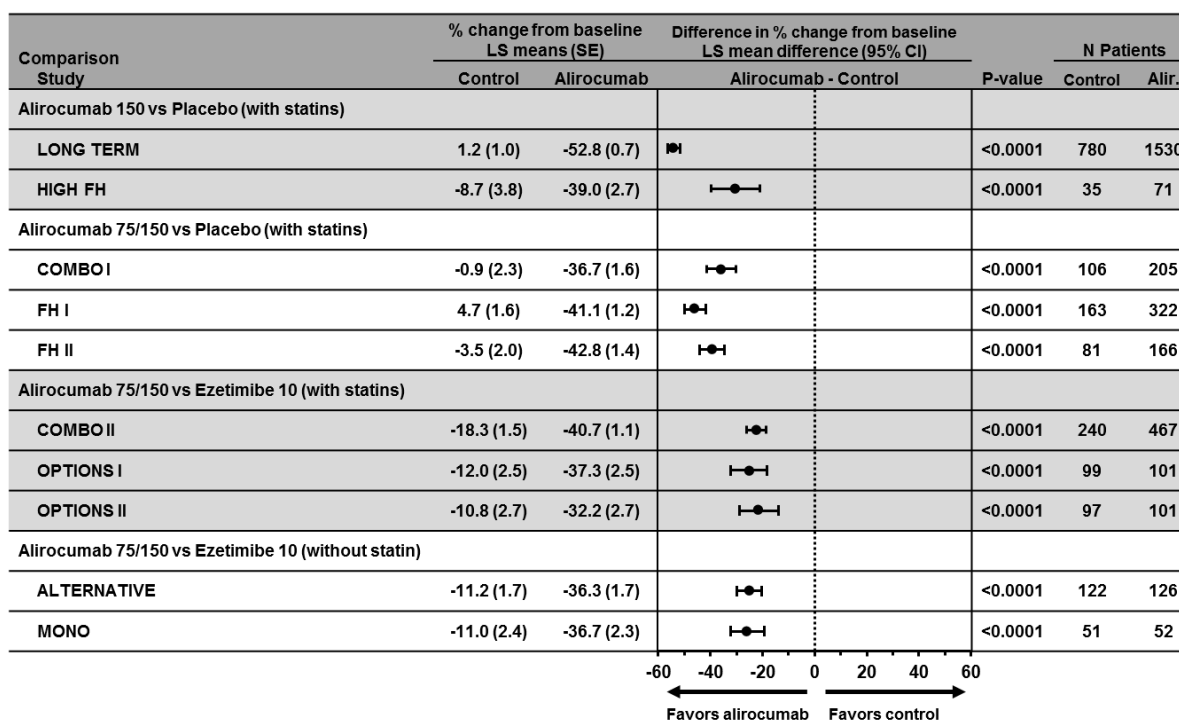 % change from baseline Difference in % change from baseline
LS means (SE) LS mean difference (95% CI) N Patients
Comparison
Study Control Alirocumab Alirocumab - Control P-value Control Alir.
Alirocumab 150 vs Placebo (with statins)
LONG TERM 1.2 (1.0) -52.8 (0.7) <0.0001 780 1530
HIGH FH -8.7 (3.8) -39.0 (2.7) <0.0001 35 71
Alirocumab 75/150 vs Placebo (with statins)
COMBO I -0.9 (2.3) -36.7 (1.6) <0.0001 106 205
FH I 4.7 (1.6) -41.1 (1.2) <0.0001 163 322
FH II -3.5 (2.0) -42.8 (1.4) <0.0001 81 166
Alirocumab 75/150 vs Ezetimibe 10 (with statins)
COMBO II -18.3 (1.5) -40.7 (1.1) <0.0001 240 467
OPTIONS I -12.0 (2.5) -37.3 (2.5) <0.0001 99 101
OPTIONS II -10.8 (2.7) -32.2 (2.7) <0.0001 97 101
Alirocumab 75/150 vs Ezetimibe 10 (without statin)
ALTERNATIVE -11.2 (1.7) -36.3 (1.7) <0.0001 122 126
MONO -11.0 (2.4) -36.7 (2.3) <0.0001 51 52
-60 -40 -20 0 20 40 60
Favors alirocumab Favors control